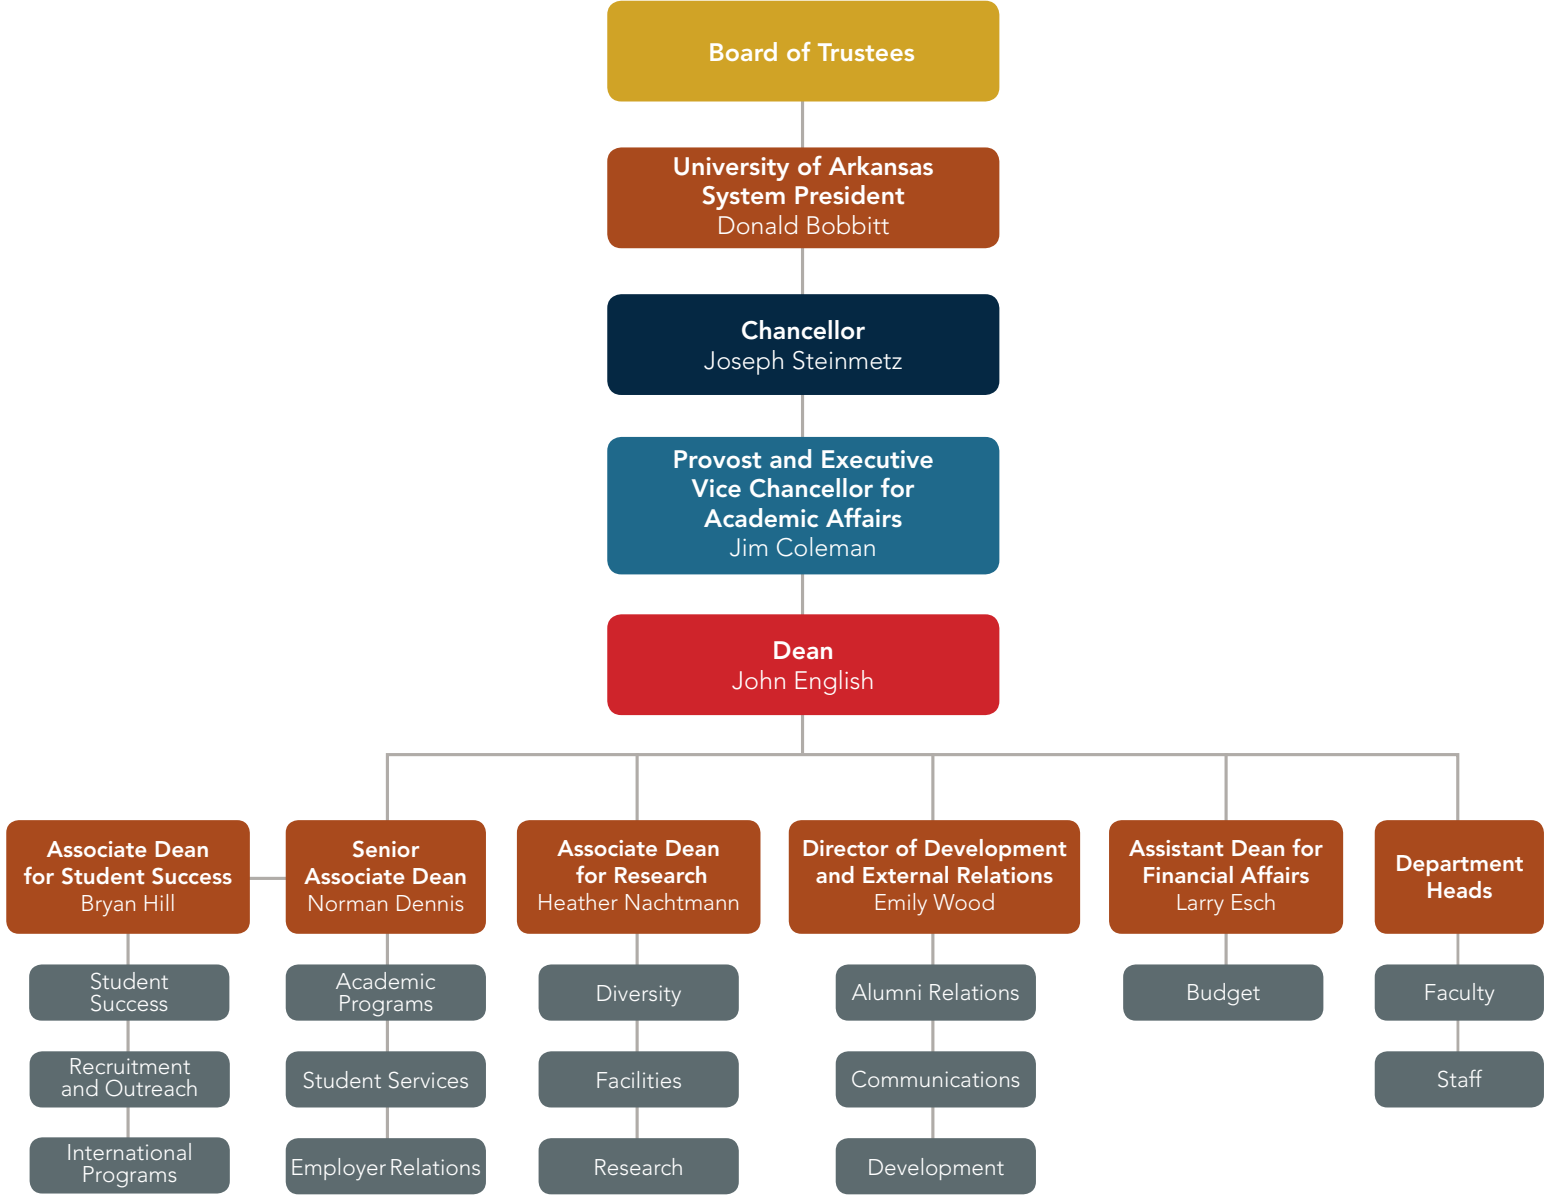 Board of Trustees
University of Arkansas
System President
Donald Bobbitt
Chancellor
Joseph Steinmetz
Provost and Executive
Vice Chancellor for
Academic Affairs
Jim Coleman
Dean
John English
Associate Dean
for Student Success
Bryan Hill
Senior
Associate Dean
Norman Dennis
Associate Dean
for Research
Heather Nachtmann
Director of Development
and External Relations
Emily Wood
Assistant Dean for
Financial Affairs
Larry Esch
Department
Heads
Student
Success
Academic
Programs
Diversity
Alumni Relations
Budget
Faculty
Recruitment
and Outreach
Student Services
Facilities
Communications
Staff
International
Programs
Employer Relations
Research
Development